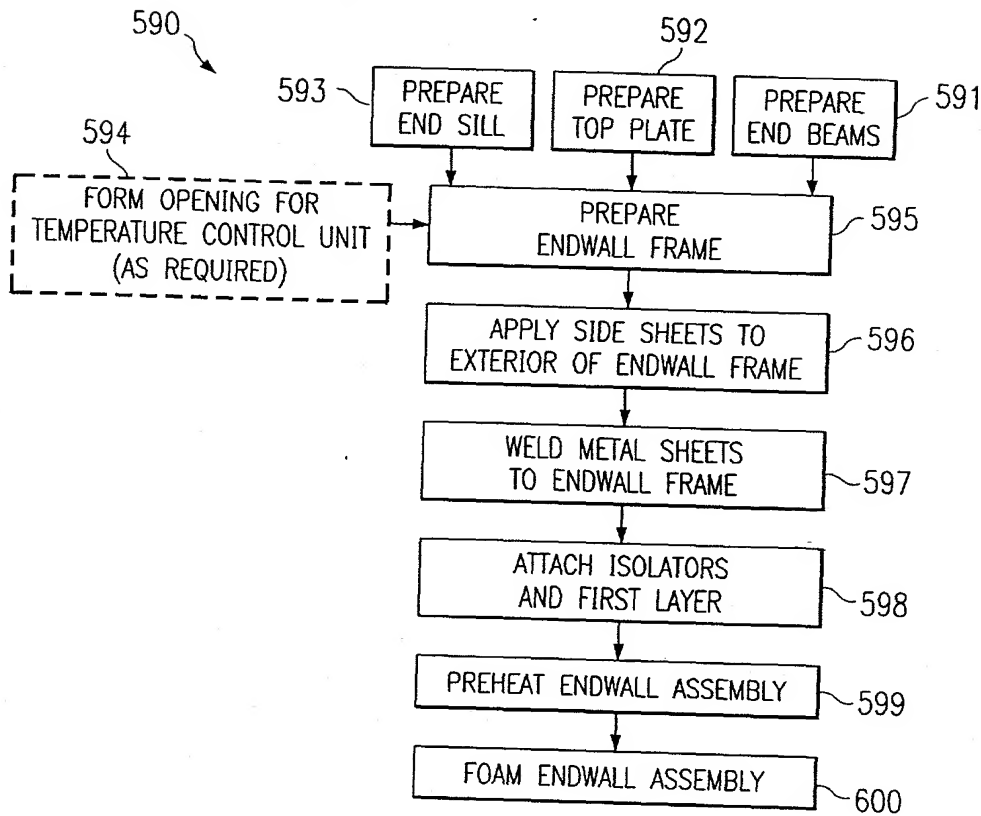 590
592
593
591
PREPARE
END SILL
PREPARE
TOP PLATE
PREPARE
END BEAMS
594
FORM OPENING FOR
TEMPERATURE CONTROL UNIT
(AS REQUIRED)
PREPARE
ENDWALL FRAME
595
APPLY SIDE SHEETS TO
EXTERIOR OF ENDWALL FRAME
596
WELD METAL SHEETS
TO ENDWALL FRAME
597
ATTACH ISOLATORS
AND FIRST LAYER
598
PREHEAT ENDWALL ASSEMBLY
599
FOAM ENDWALL ASSEMBLY
600